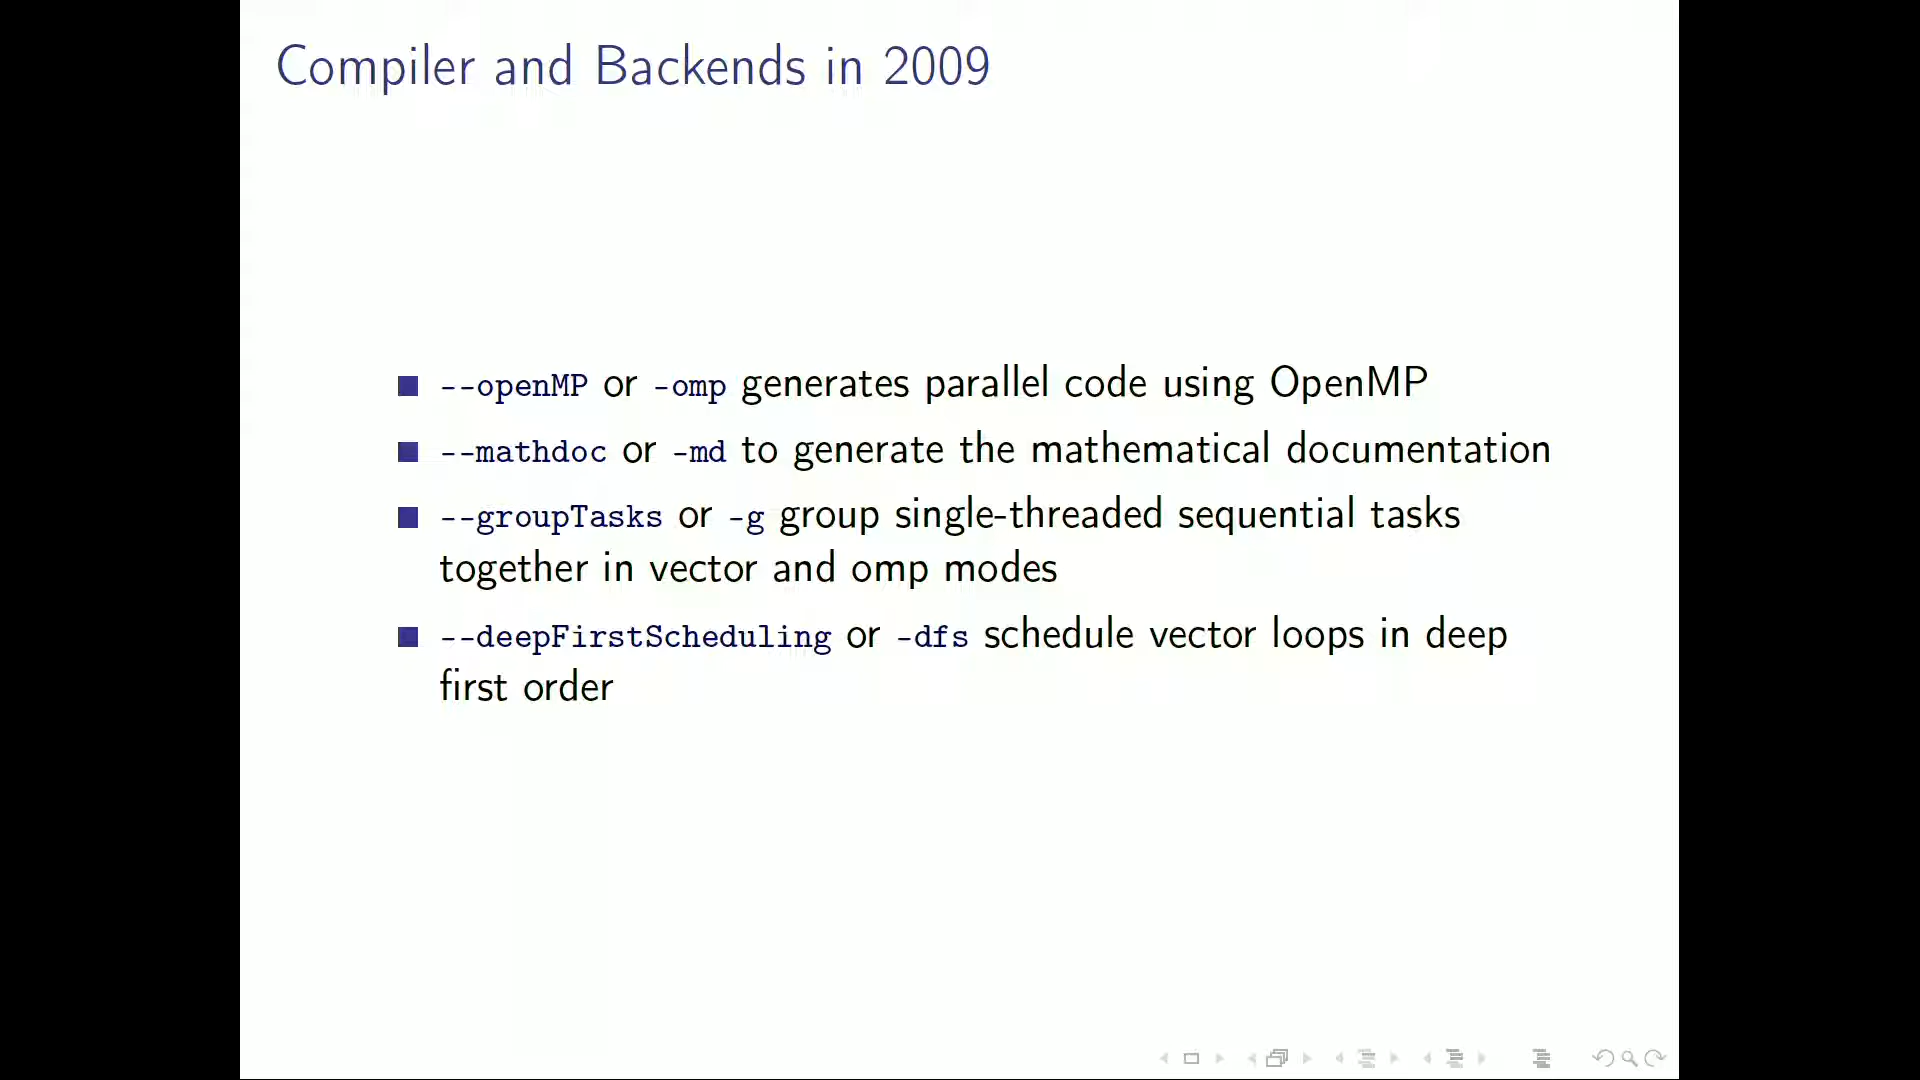 Compiler and Backends in 2009
--openMP or -omp generates parallel code using OpenMP
--mathdoc or -md to generate the mathematical documentation
--groupTasks or -g group single-threaded sequential tasks
together in vector and omp modes
--deepFirstScheduling or -dfs schedule vector loops in deep
first order